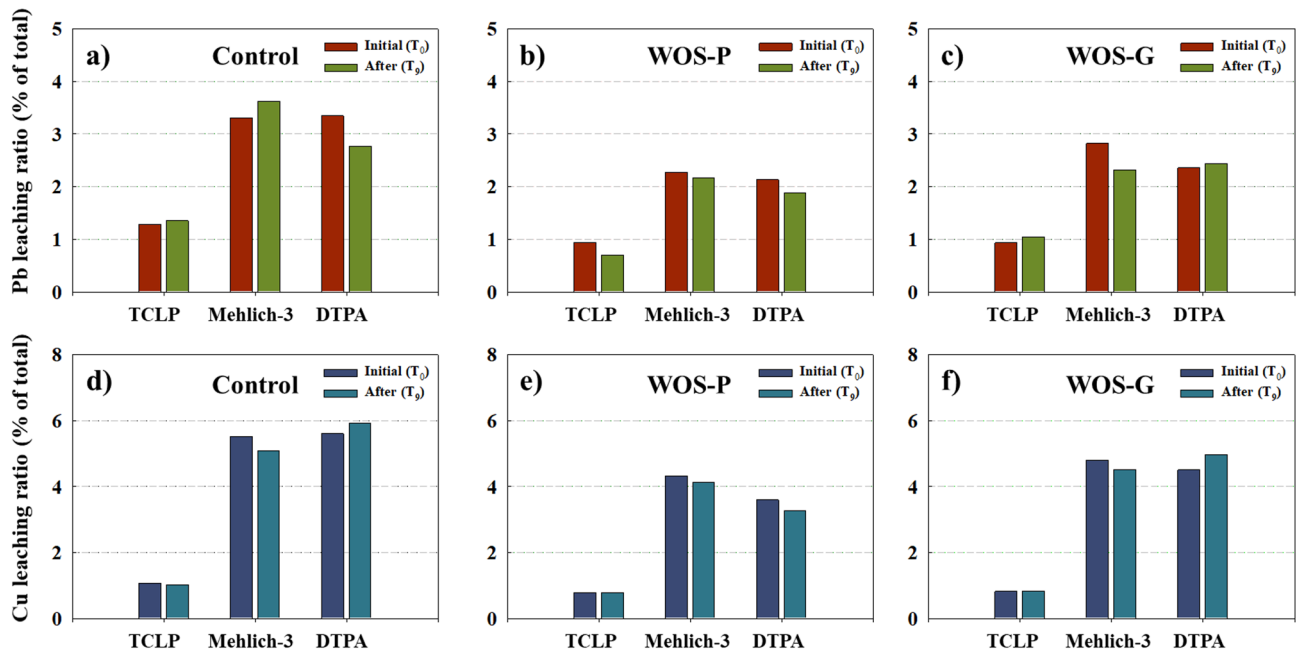 Pb leaching ratio (% of total)
5
4
3
2
1
0
a)
Control
Initial (T0)
After (T9)
TCLP
Mehlich-3
DTPA
5
4
3
2
1
0
b)
WOS-P
Initial (T0)
After (T9)
TCLP
Mehlich-3
DTPA
5
4
3
2
1
0
c)
WOS-G
Initial (T0)
After (T9)
TCLP
Mehlich-3
DTPA
Cu leaching ratio (% of total)
8
6
4
2
0
d)
Control
Initial (T0)
After (T9)
TCLP
Mehlich-3
DTPA
8
6
4
2
0
e)
WOS-P
Initial (T0)
After (T9)
TCLP
Mehlich-3
DTPA
8
6
4
2
0
f)
WOS-G
Initial (T0)
After (T9)
TCLP
Mehlich-3
DTPA